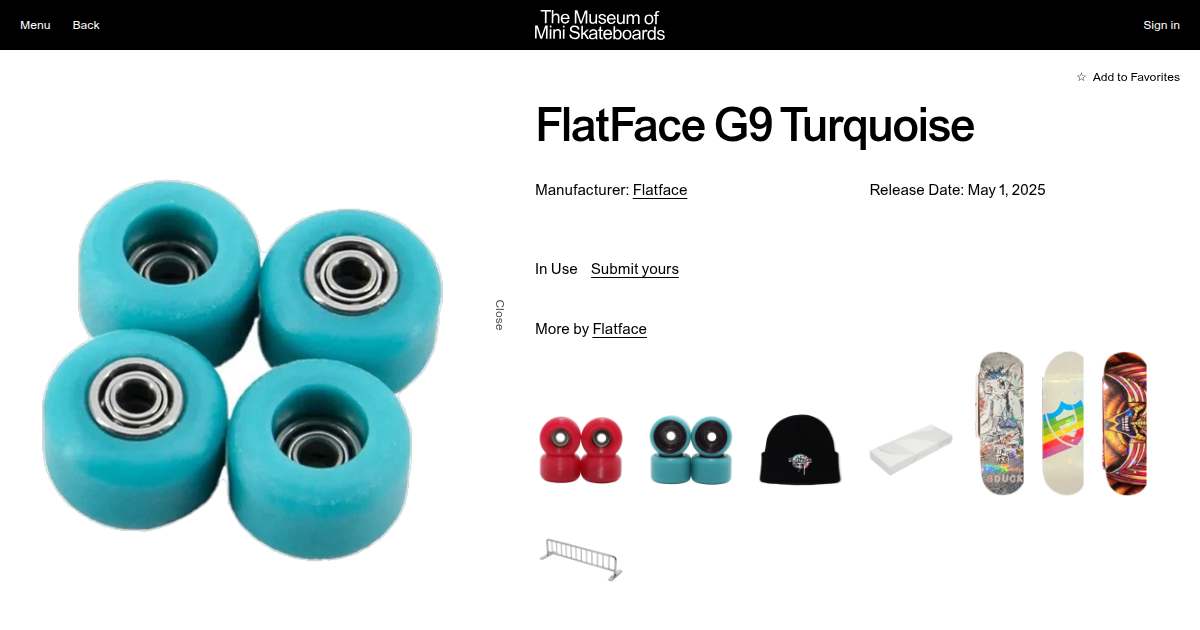 Menu
Back
The Museum of
Mini Skateboards
Sign in
☆ Add to Favorites
FlatFace G9 Turquoise
Manufacturer: Flatface
Release Date: May 1, 2025
In Use
Submit yours
Close
More by Flatface